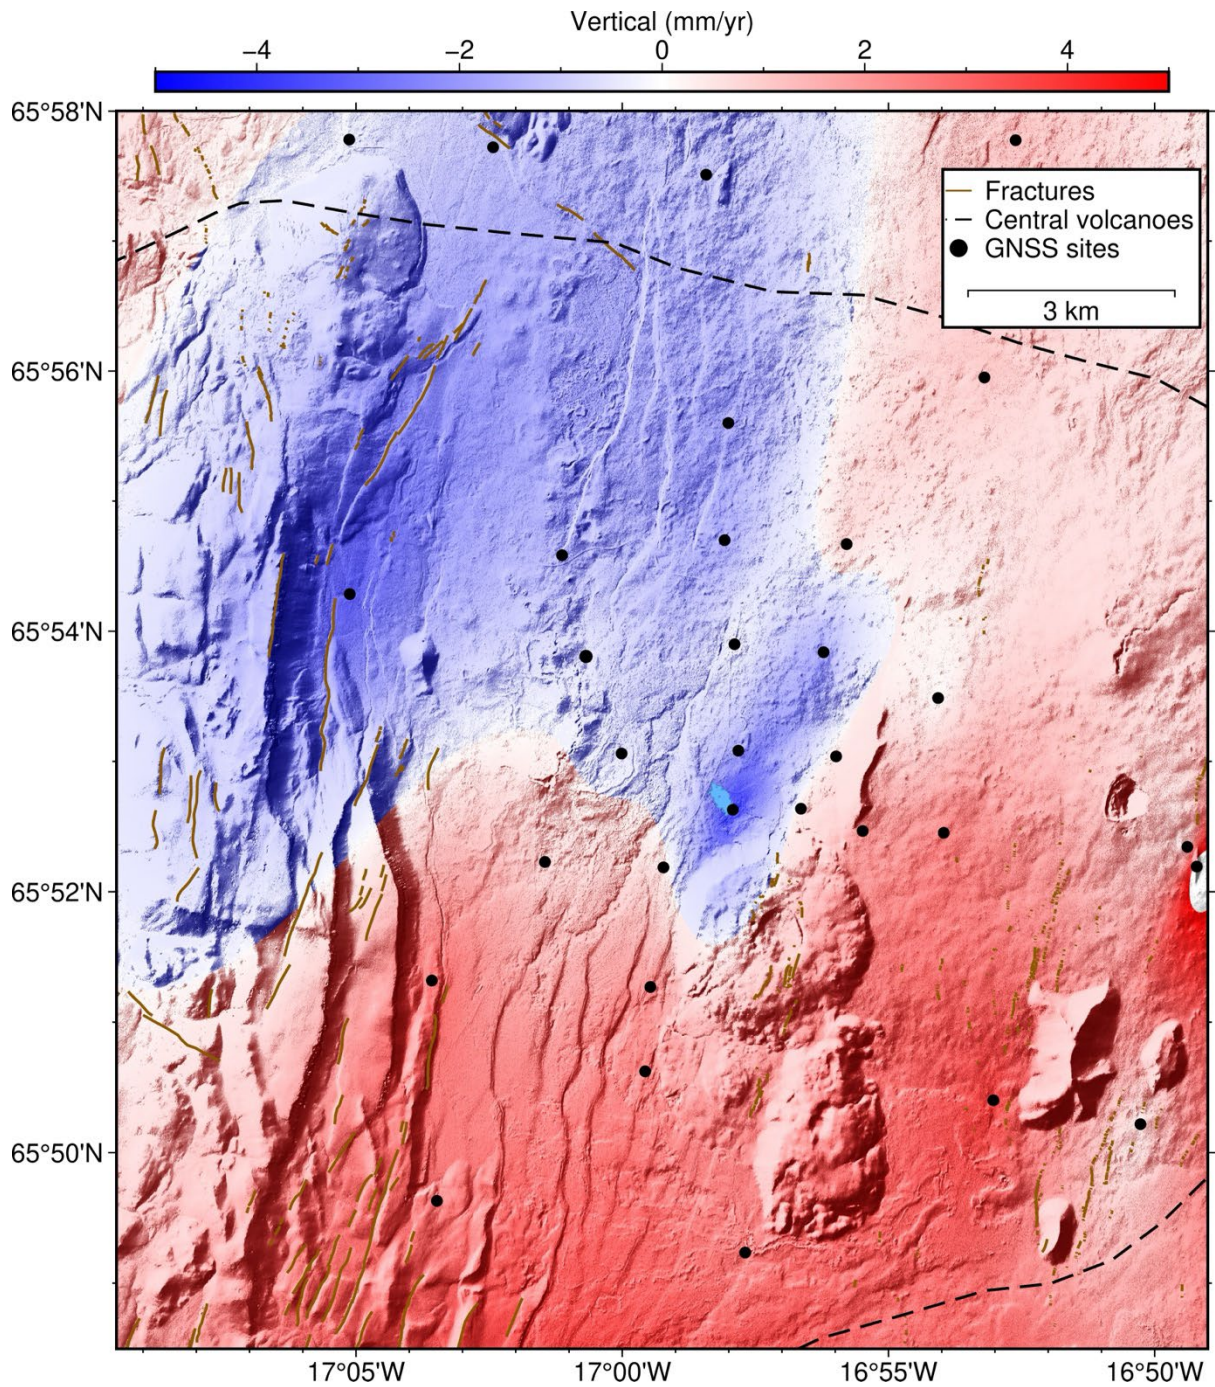 Vertical (mm/yr)
−4 −2 0 2 4
65°58'N
Fractures
Central volcanoes
GNSS sites
3 km
65°56'N
65°54'N
65°52'N
65°50'N
17°05'W 17°00'W 16°55'W 16°50'W